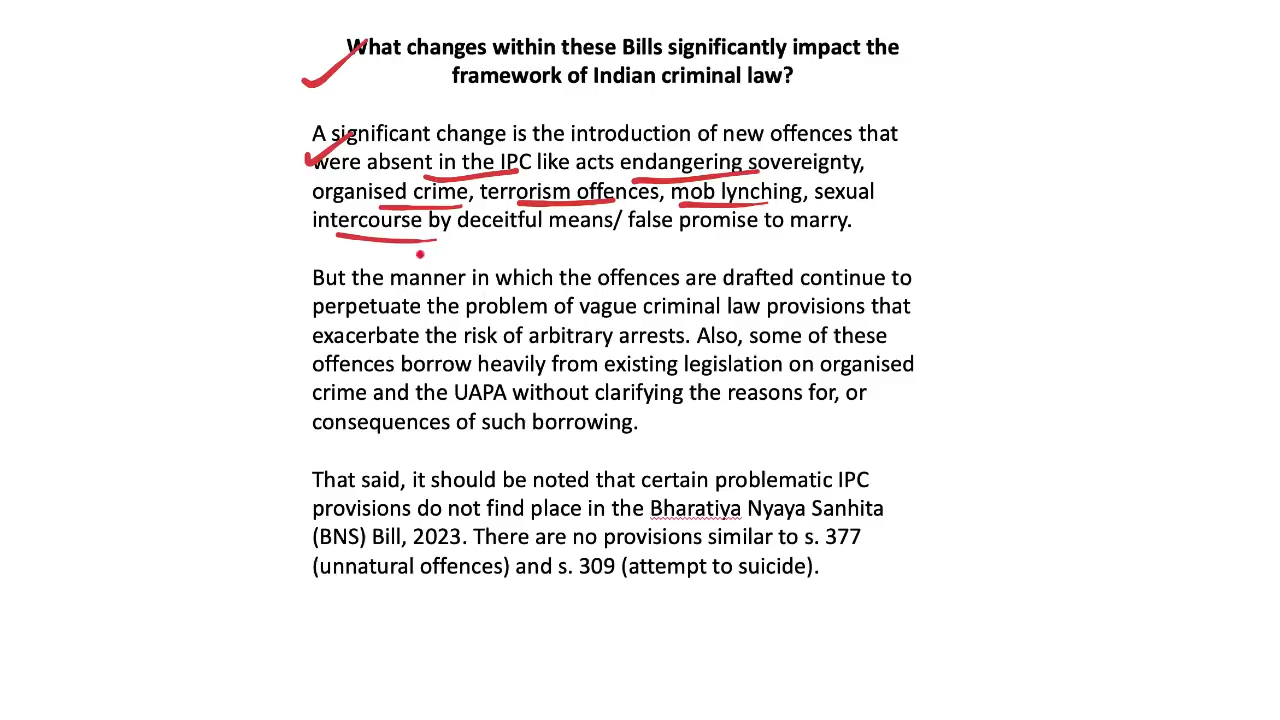 What changes within these Bills significantly impact the
framework of Indian criminal law?
A significant change is the introduction of new offences that
were absent in the IPC like acts endangering sovereignty,
organised crime, terrorism offences, mob lynching, sexual
intercourse by deceitful means/ false promise to marry.
But the manner in which the offences are drafted continue to
perpetuate the problem of vague criminal law provisions that
exacerbate the risk of arbitrary arrests. Also, some of these
offences borrow heavily from existing legislation on organised
crime and the UAPA without clarifying the reasons for, or
consequences of such borrowing.
That said, it should be noted that certain problematic IPC
provisions do not find place in the Bharatiya Nyaya Sanhita
(BNS) Bill, 2023. There are no provisions similar to s. 377
(unnatural offences) and s. 309 (attempt to suicide).